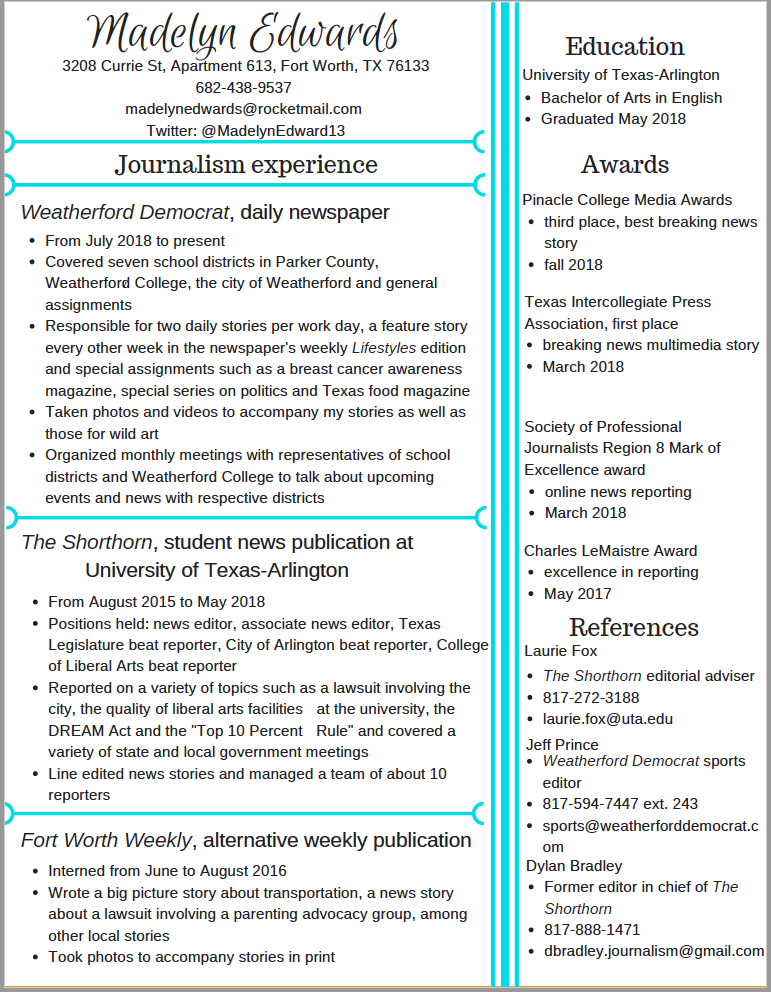 Madelyn Edwards
3208 Currie St, Apartment 613, Fort Worth, TX 76133
682-438-9537
madelynedwards@rocketmail.com
Twitter: @MadelynEdward13
Journalism experience
Weatherford Democrat, daily newspaper
• From July 2018 to present
• Covered seven school districts in Parker County,
Weatherford College, the city of Weatherford and general
assignments
• Responsible for two daily stories per work day, a feature story
every other week in the newspaper's weekly Lifestyles edition
and special assignments such as a breast cancer awareness
magazine, special series on politics and Texas food magazine
• Taken photos and videos to accompany my stories as well as
those for wild art
• Organized monthly meetings with representatives of school
districts and Weatherford College to talk about upcoming
events and news with respective districts
The Shorthorn, student news publication at
University of Texas-Arlington
• From August 2015 to May 2018
• Positions held: news editor, associate news editor, Texas
Legislature beat reporter, City of Arlington beat reporter, College
of Liberal Arts beat reporter
• Reported on a variety of topics such as a lawsuit involving the
city, the quality of liberal arts facilities at the university, the
DREAM Act and the "Top 10 Percent Rule" and covered a
variety of state and local government meetings
• Line edited news stories and managed a team of about 10
reporters
Fort Worth Weekly, alternative weekly publication
• Interned from June to August 2016
• Wrote a big picture story about transportation, a news story
about a lawsuit involving a parenting advocacy group, among
other local stories
• Took photos to accompany stories in print
Education
University of Texas-Arlington
• Bachelor of Arts in English
• Graduated May 2018
Awards
Pinacle College Media Awards
• third place, best breaking news
story
• fall 2018
Texas Intercollegiate Press
Association, first place
• breaking news multimedia story
• March 2018
Society of Professional
Journalists Region 8 Mark of
Excellence award
• online news reporting
• March 2018
Charles LeMaistre Award
• excellence in reporting
• May 2017
References
Laurie Fox
• The Shorthorn editorial adviser
• 817-272-3188
• laurie.fox@uta.edu
Jeff Prince
• Weatherford Democrat sports
editor
• 817-594-7447 ext. 243
• sports@weatherforddemocrat.c
om
Dylan Bradley
• Former editor in chief of The
Shorthorn
• 817-888-1471
• dbradley.journalism@gmail.com